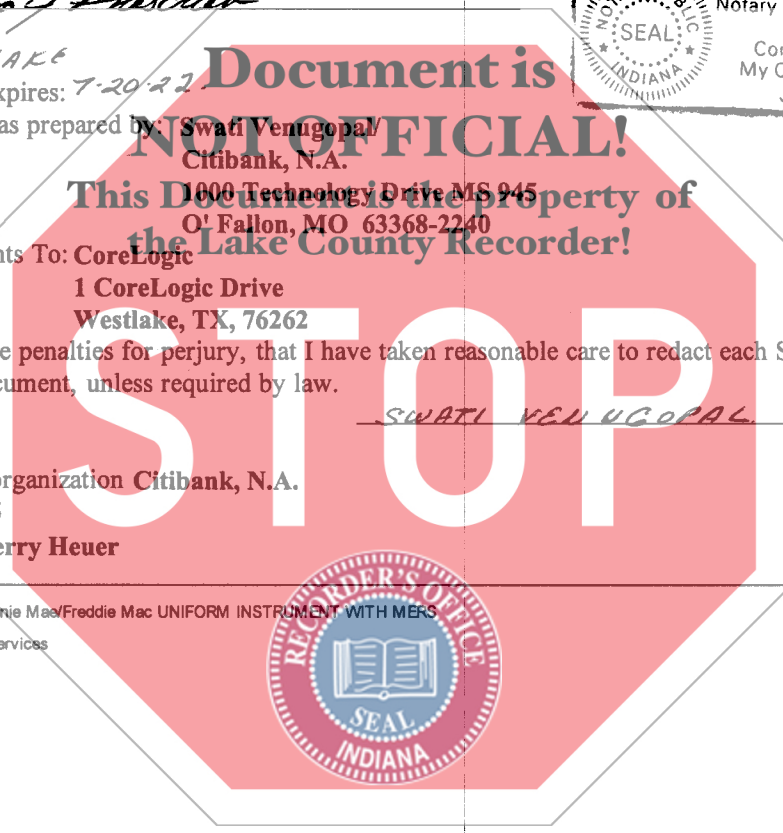 Notary
SEAL
INDIANA
Con
My C
AKE
xpires: 7-20-22
Document is
NOT OFFICIAL!
This Document is the property of
the Lake County Recorder!
as prepared by: Swati Venugopal/
Citibank, N.A.
1000 Technology Drive MS 945
O' Fallon, MO 63368-2240
nts To: CoreLogic
1 CoreLogic Drive
Westlake, TX, 76262
e penalties for perjury, that I have taken reasonable care to redact each S
cument, unless required by law.
SWATI VENUGOPAL
STOP
rganization Citibank, N.A.
erry Heuer
nie Mae/Freddie Mac UNIFORM INSTRUMENT WITH MERS
ervices
RECORDER'S OFFICE
SEAL
INDIANA